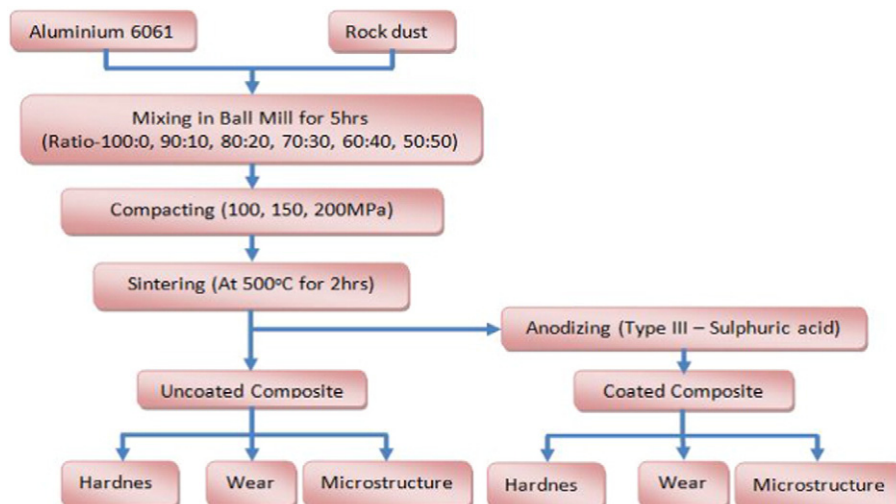 Aluminium 6061
Rock dust
Mixing in Ball Mill for 5hrs
(Ratio-100:0, 90:10, 80:20, 70:30, 60:40, 50:50)
Compacting (100, 150, 200MPa)
Sintering (At 500ºC for 2hrs)
Anodizing (Type III – Sulphuric acid)
Uncoated Composite
Coated Composite
Hardnes
Wear
Microstructure
Hardnes
Wear
Microstructure